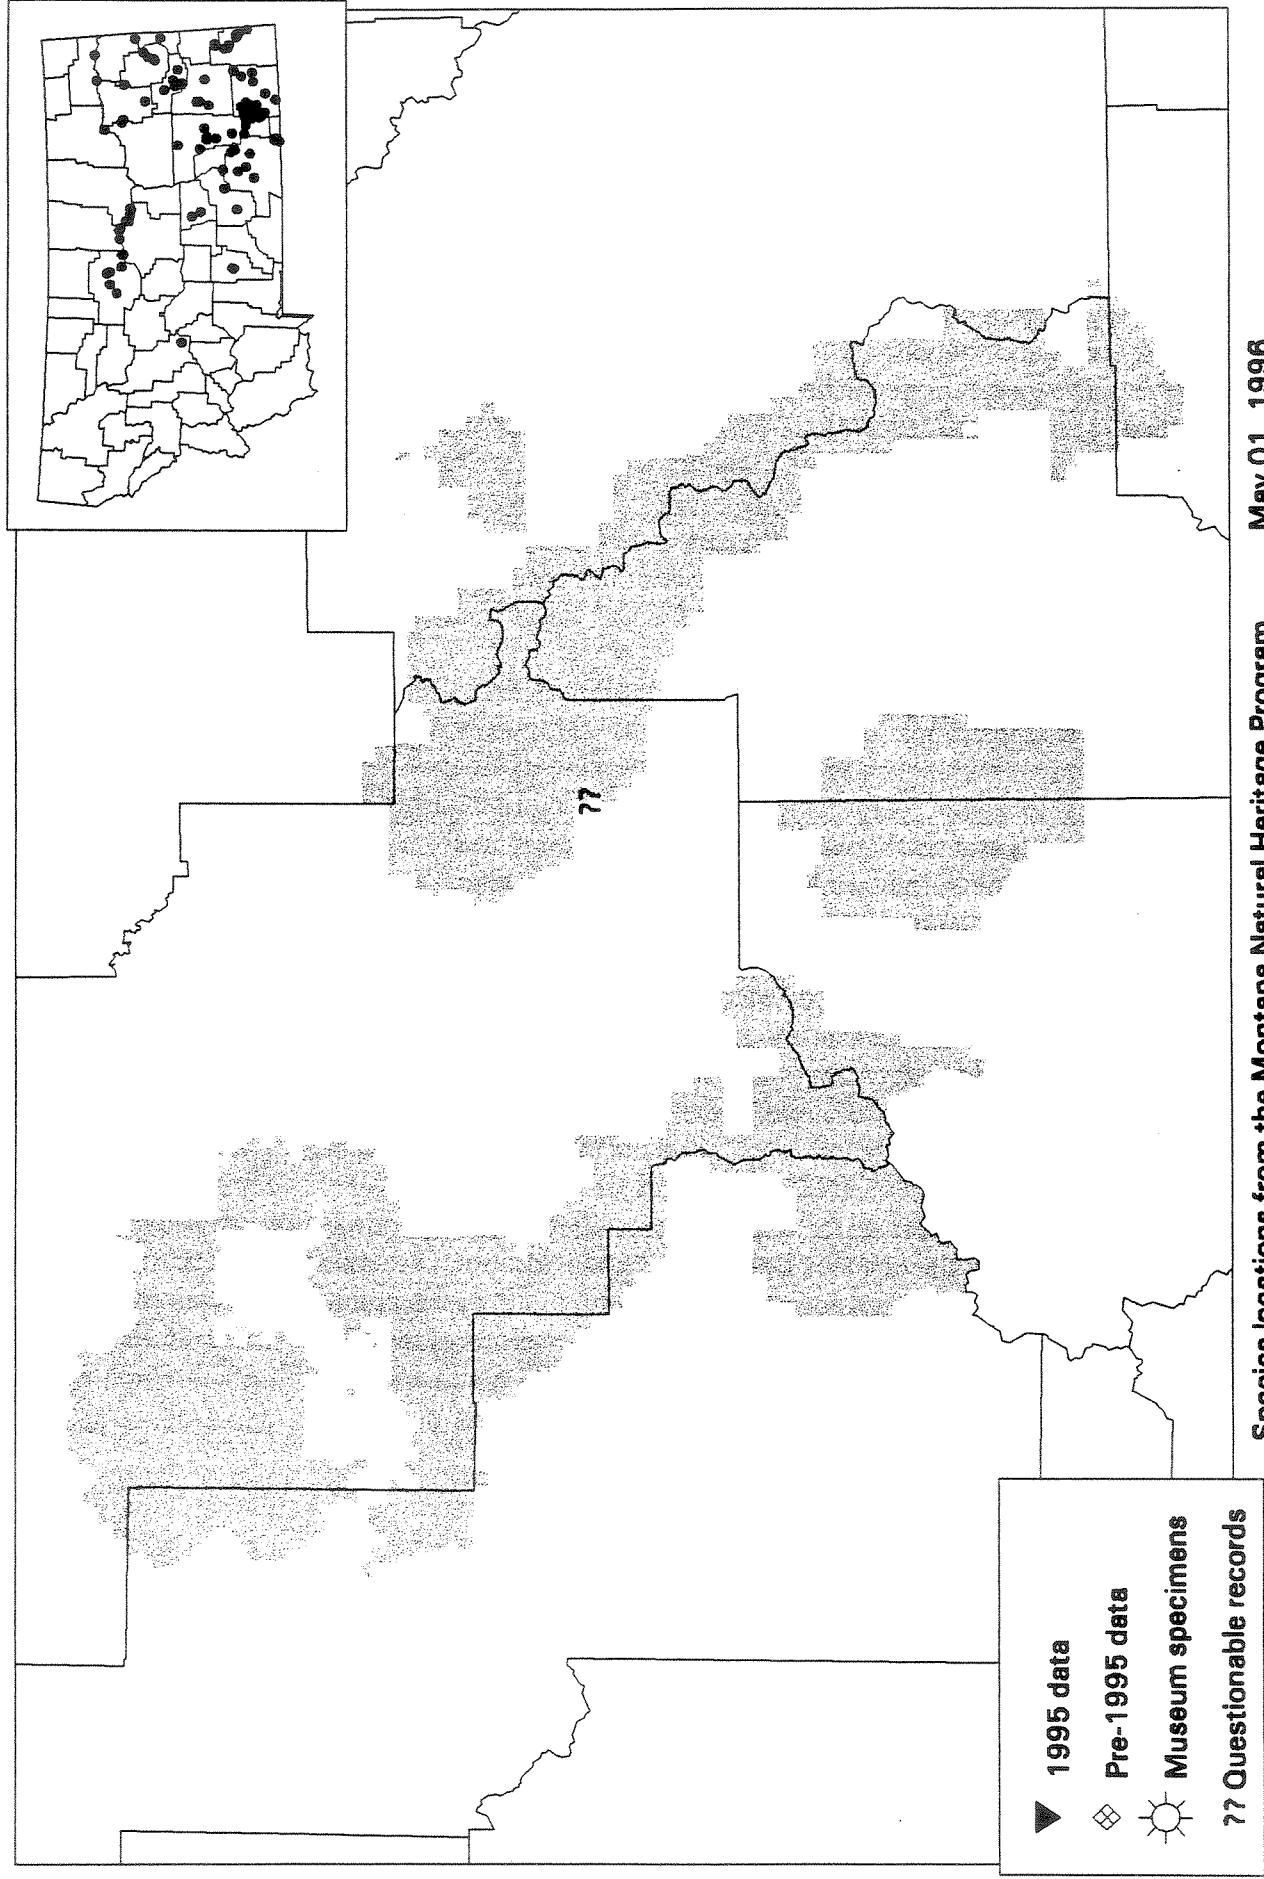 ??
1995 data
Pre-1995 data
Museum specimens
?? Questionable records
Species locations from the Montana Natural Heritage Program May 01 1996